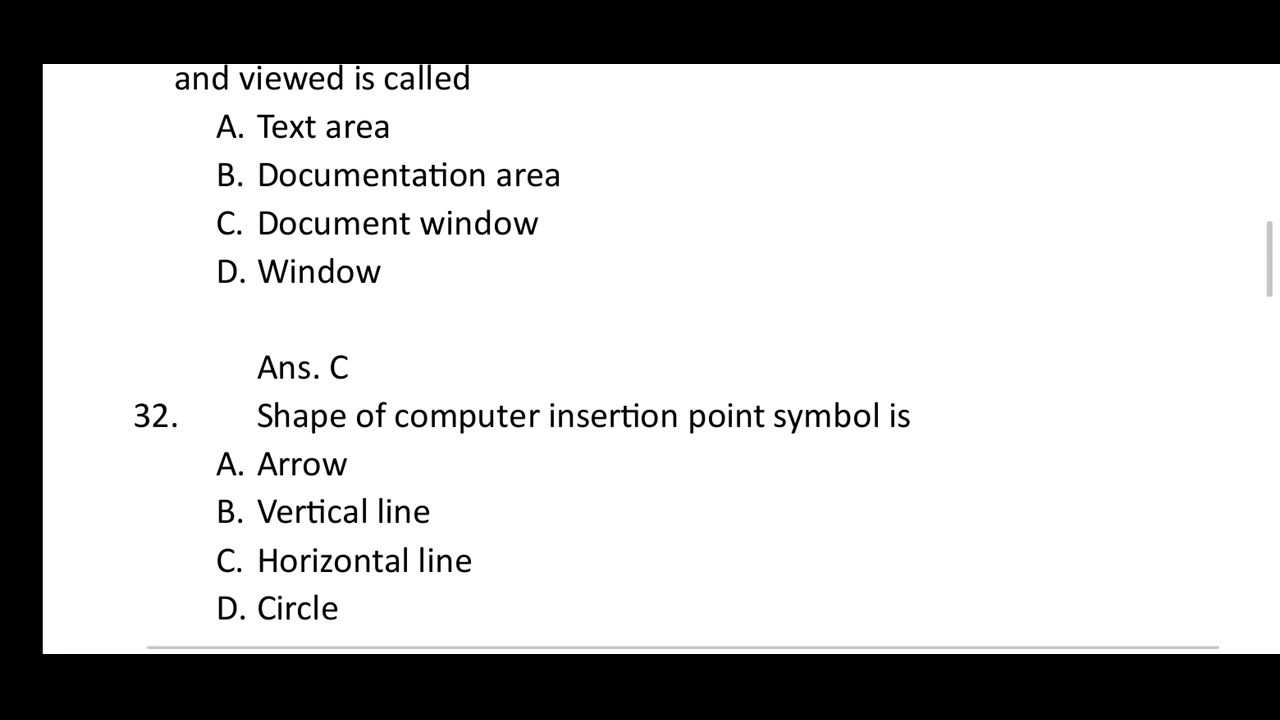 and viewed is called
A. Text area
B. Documentation area
C. Document window
D. Window
Ans. C
32. Shape of computer insertion point symbol is
A. Arrow
B. Vertical line
C. Horizontal line
D. Circle